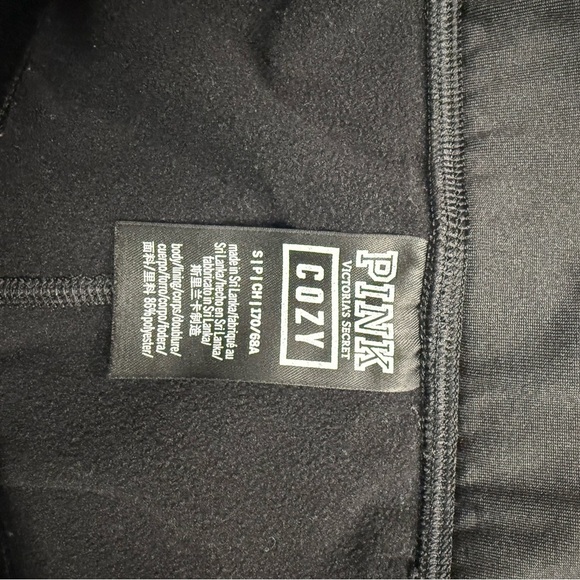 PINK
VICTORIA'S SECRET
COZY
S | P | CH | 170/68A
made in Sri Lanka/fabriqué au
Sri Lanka/hecho en Sri Lanka/
fabbricato in Sri Lanka/
斯里兰卡制造
body/lining/corps/doublure/
cuerpo/forro/corpo/fodera/
面料/里料 86%polyester/